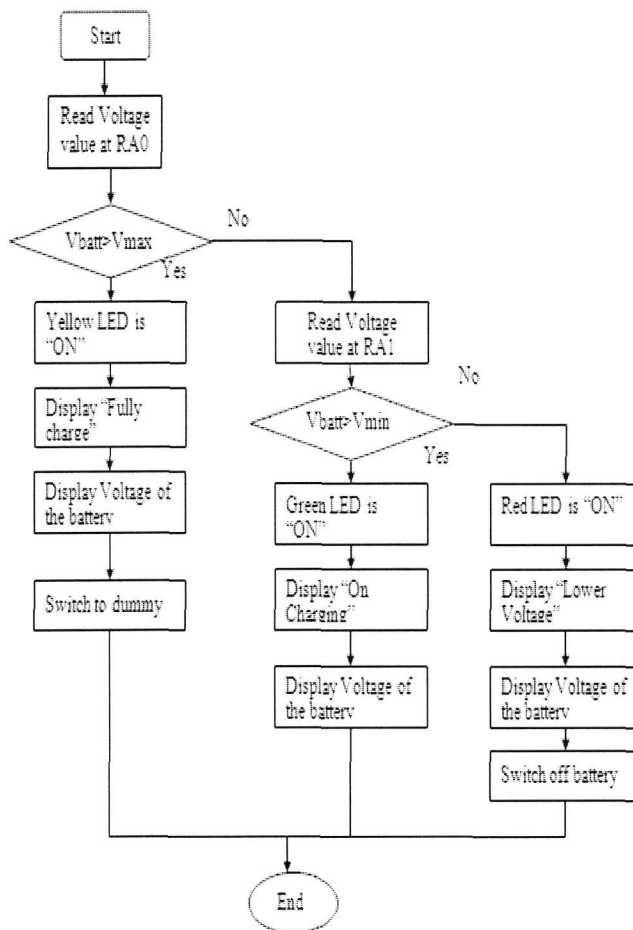 Start
Read Voltage
value at RA0
Vbatt>Vmax
No
Yes
Yellow LED is
“ON”
Display “Fully
charge”
Display Voltage of
the battery
Switch to dummy
Read Voltage
value at RA1
Vbatt>Vmin
No
Yes
Green LED is
“ON”
Display “On
Charging”
Display Voltage of
the battery
Red LED is “ON”
Display “Lower
Voltage”
Display Voltage of
the battery
Switch off battery
End